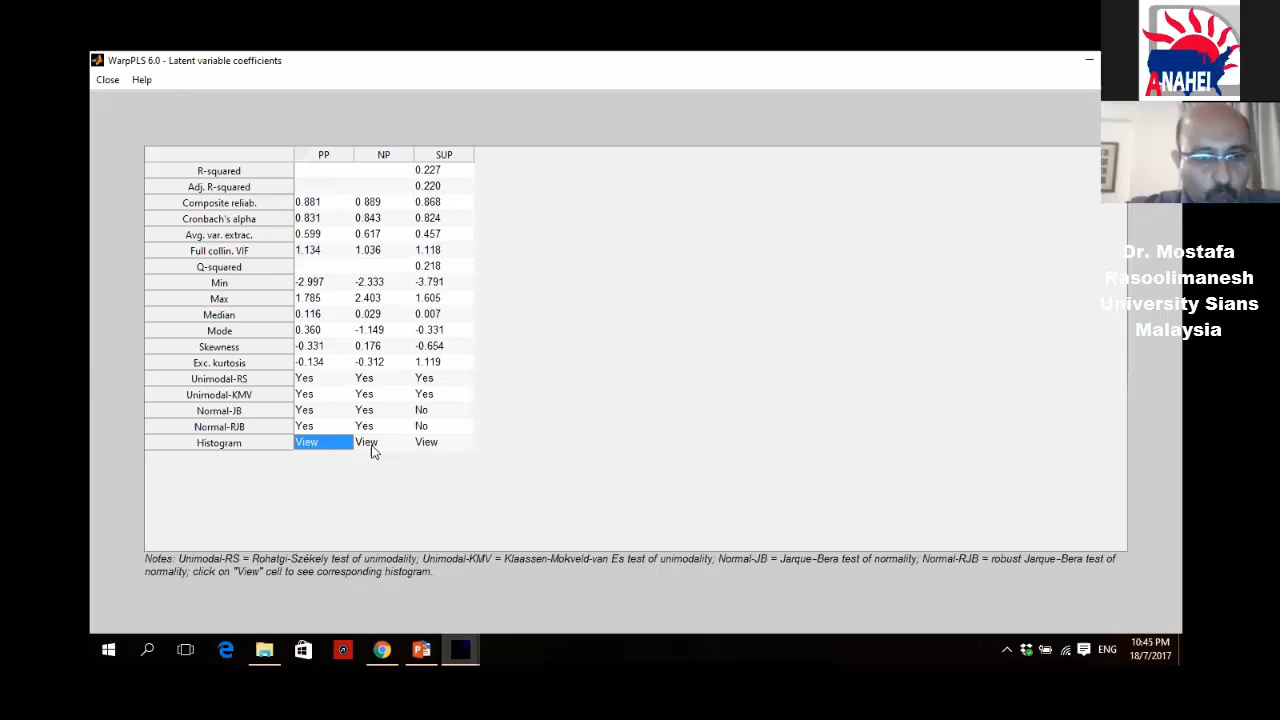 WarpPLS 6.0 - Latent variable coefficients
Close Help
PP NP SUP
R-squared 0.227
Adj. R-squared 0.220
Composite reliab. 0.881 0.889 0.868
Cronbach's alpha 0.831 0.843 0.824
Avg. var. extrac. 0.599 0.617 0.457
Full collin. VIF 1.134 1.036 1.118
Q-squared 0.218
Min -2.997 -2.333 -3.791
Max 1.785 2.403 1.605
Median 0.116 0.029 0.007
Mode 0.360 -1.149 -0.331
Skewness -0.331 0.176 -0.654
Exc. kurtosis -0.134 -0.312 1.119
Unimodal-RS Yes Yes Yes
Unimodal-KMV Yes Yes Yes
Normal-JB Yes Yes No
Normal-RJB Yes Yes No
Histogram View View View
Notes: Unimodal-RS = Rohatgi-Székely test of unimodality; Unimodal-KMV = Klaassen-Mokveld-van Es test of unimodality; Normal-JB = Jarque-Bera test of normality; Normal-RJB = robust Jarque-Bera test of
normality; click on "View" cell to see corresponding histogram.
ANAHEI
Dr. Mostafa
Rasoolimanesh
University Sians
Malaysia
ENG
10:45 PM
18/7/2017